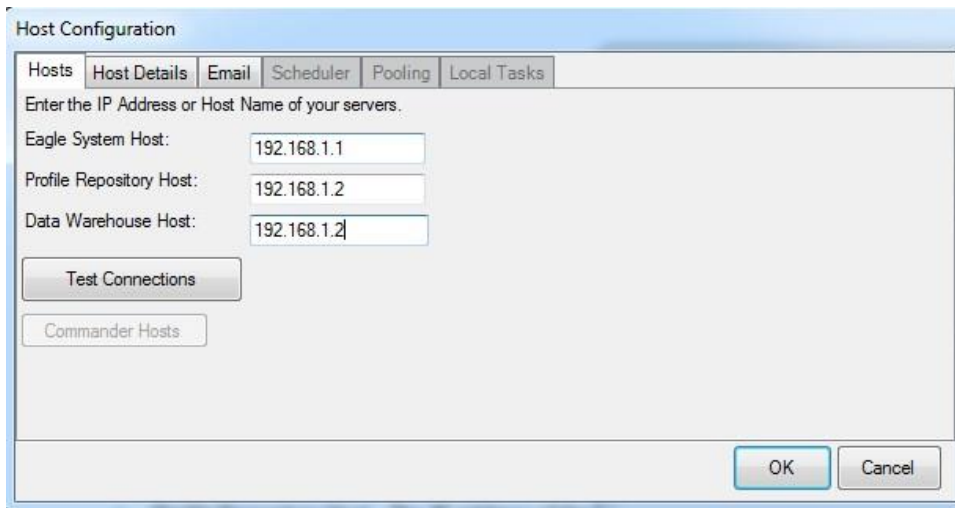 Host Configuration
Hosts Host Details Email Scheduler Pooling Local Tasks
Enter the IP Address or Host Name of your servers.
Eagle System Host: 192.168.1.1
Profile Repository Host: 192.168.1.2
Data Warehouse Host: 192.168.1.2
Test Connections
Commander Hosts
OK Cancel